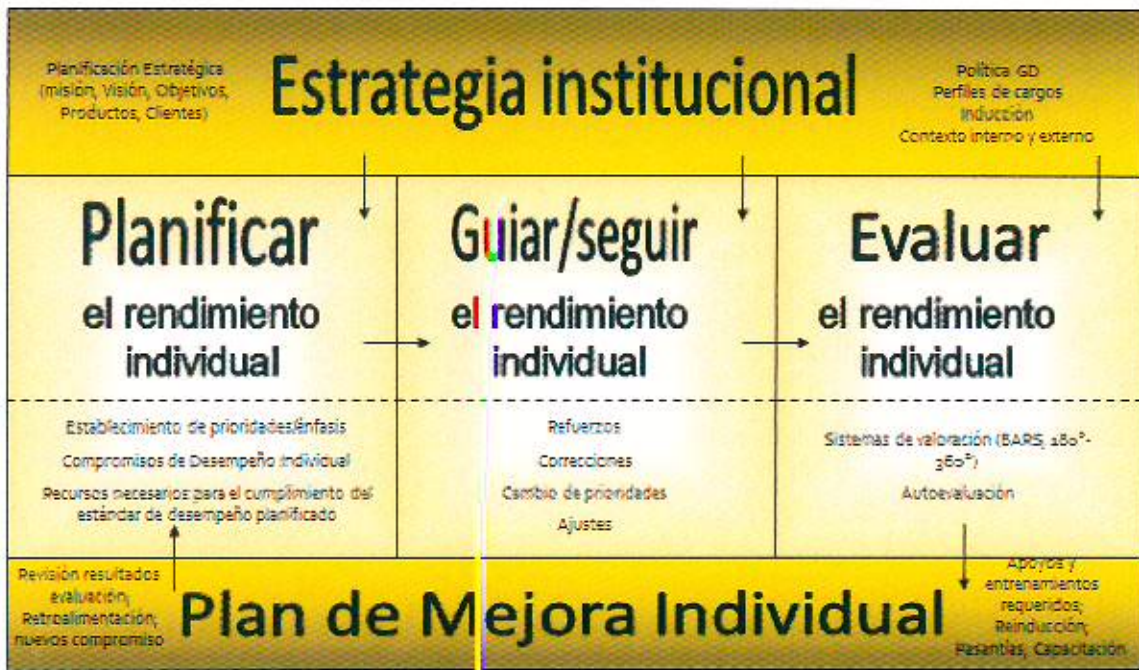 Planificación Estratégica
(misión, Visión, Objetivos,
Productos, Clientes)
Estrategia institucional
Política GD
Perfiles de cargos
Inducción
Contexto interno y externo
Planificar
el rendimiento
individual
Guiar/seguir
el rendimiento
individual
Evaluar
el rendimiento
individual
Establecimiento de prioridades/énfasis
Compromisos de Desempeño Individual
Recursos necesarios para el cumplimiento del
estándar de desempeño planificado
Refuerzos
Correcciones
Cambio de prioridades
Ajustes
Sistemas de valoración (BARS, 180°-
360°)
Autoevaluación
Revisión resultados
evaluación;
Retroalimentación;
nuevos compromiso
Plan de Mejora Individual
Apoyos y
entrenamientos
requeridos;
Reinducción;
Pasantías, Capacitación